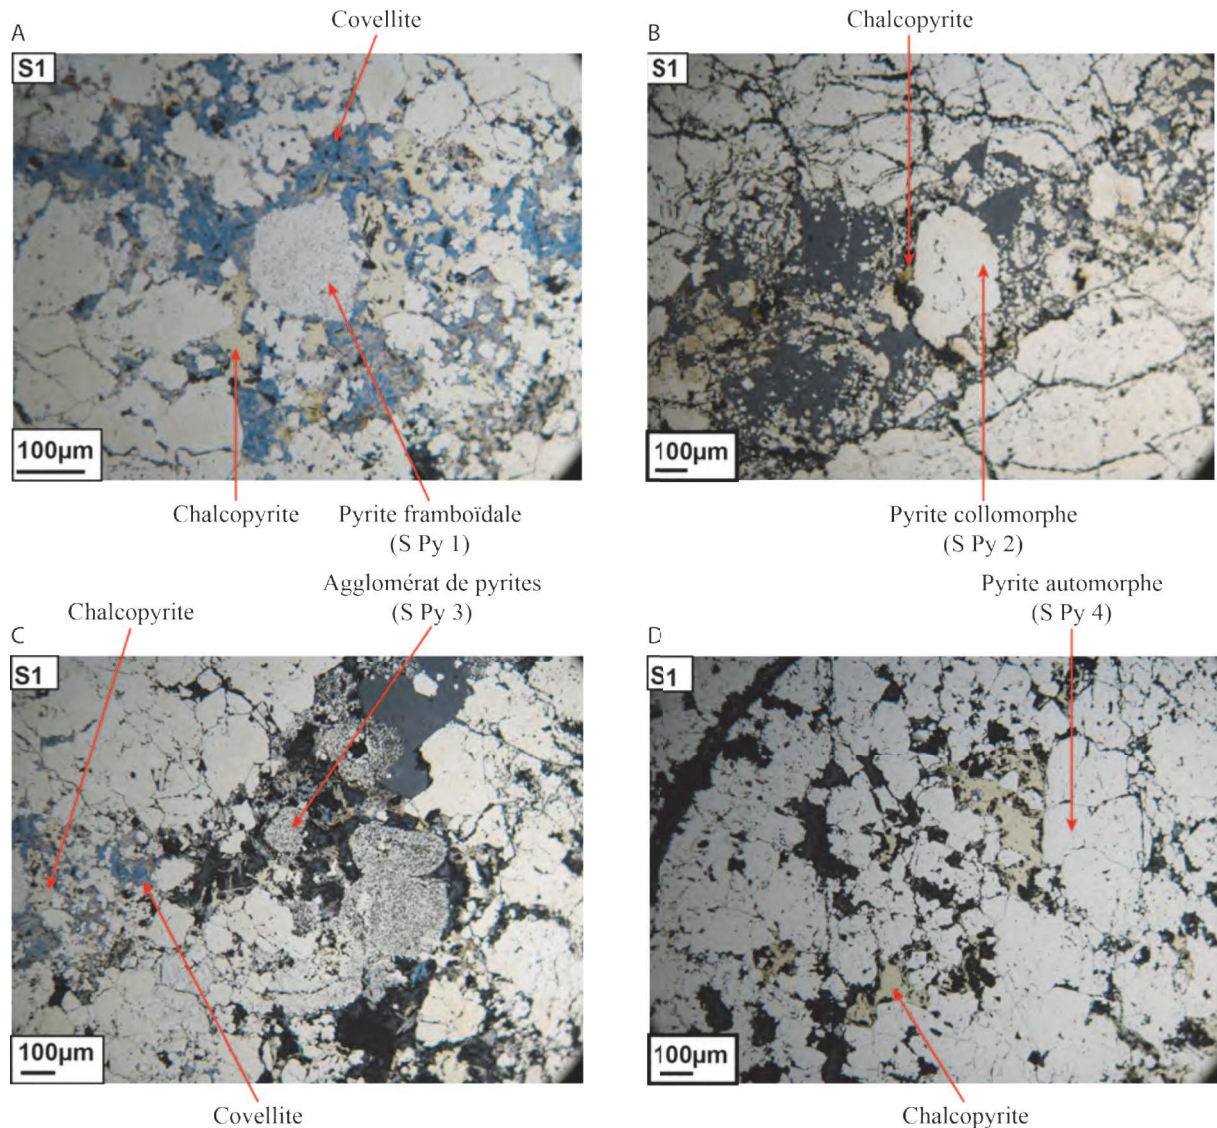 A
Covellite
S1
100µm
Chalcopyrite
Pyrite framboïdale
(S Py 1)
B
Chalcopyrite
S1
100µm
Pyrite collomorphe
(S Py 2)
C
Chalcopyrite
Agglomérat de pyrites
(S Py 3)
S1
100µm
Covellite
D
Pyrite automorphe
(S Py 4)
S1
100µm
Chalcopyrite